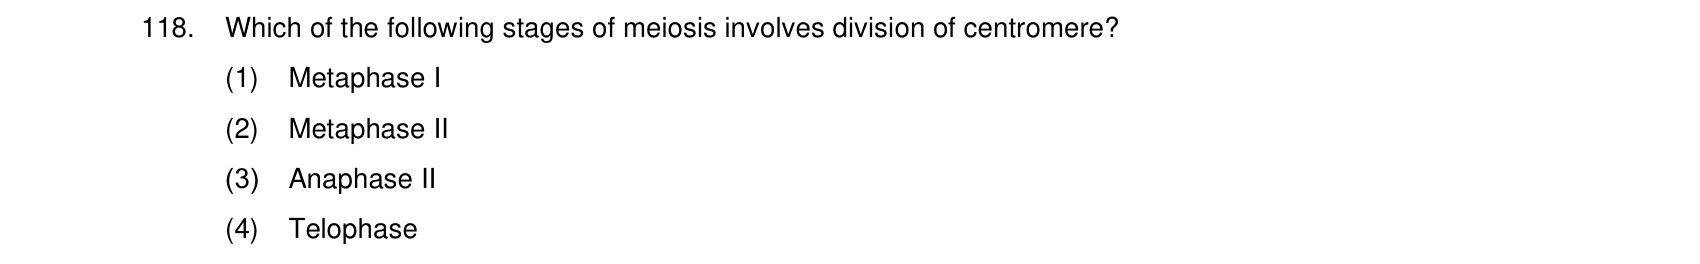 118. Which of the following stages of meiosis involves division of centromere?
(1) Metaphase I
(2) Metaphase II
(3) Anaphase II
(4) Telophase